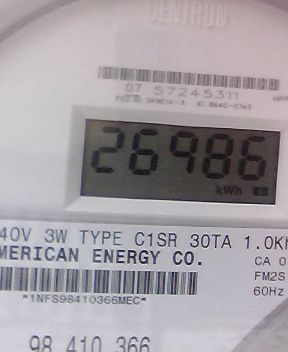 CENTRON
07 57245311
26986
kWh
40V 3W TYPE C1SR 30TA 1.0K
MERICAN ENERGY CO.
CA 0
FM2S
60Hz
*1NFS98410366MEC*
98 410 366